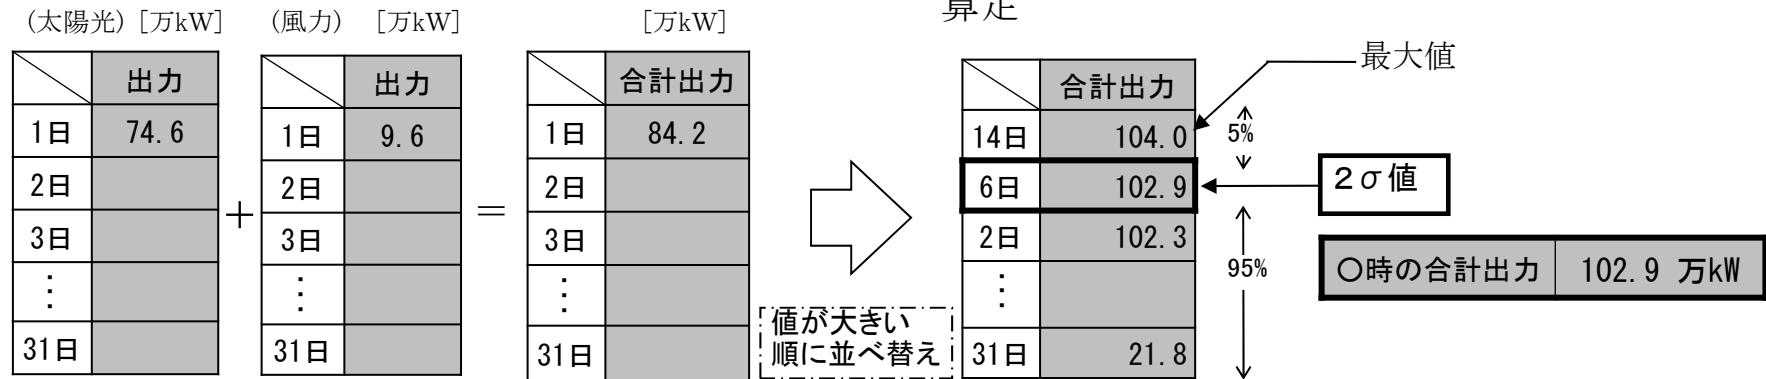 算定
(太陽光) [万kW]
(風力) [万kW]
[万kW]
出力
1日 74.6
2日
3日
⋮
31日
+
出力
1日 9.6
2日
3日
⋮
31日
=
合計出力
1日 84.2
2日
3日
⋮
31日
値が大きい
順に並べ替え
合計出力
14日 104.0
6日 102.9
2日 102.3
⋮
31日 21.8
5%
95%
最大値
2σ値
〇時の合計出力 102.9 万kW